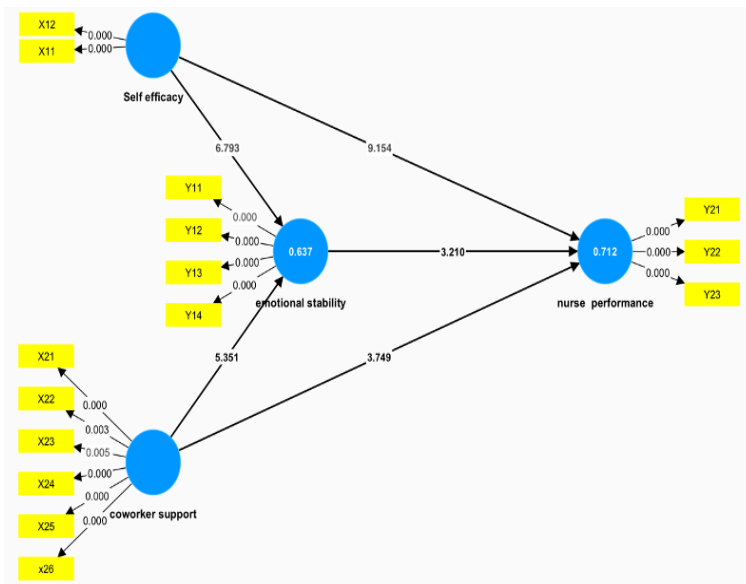 X12
0.000
X11
0.000
Self efficacy
6.793
9.154
Y11
0.000
Y12
0.000
Y13
0.000
Y14
0.000
0.637
emotional stability
3.210
0.712
nurse performance
0.000
Y21
0.000
Y22
0.000
Y23
5.351
3.749
X21
0.000
X22
0.003
X23
0.005
X24
0.000
X25
0.000
x26
0.000
coworker support